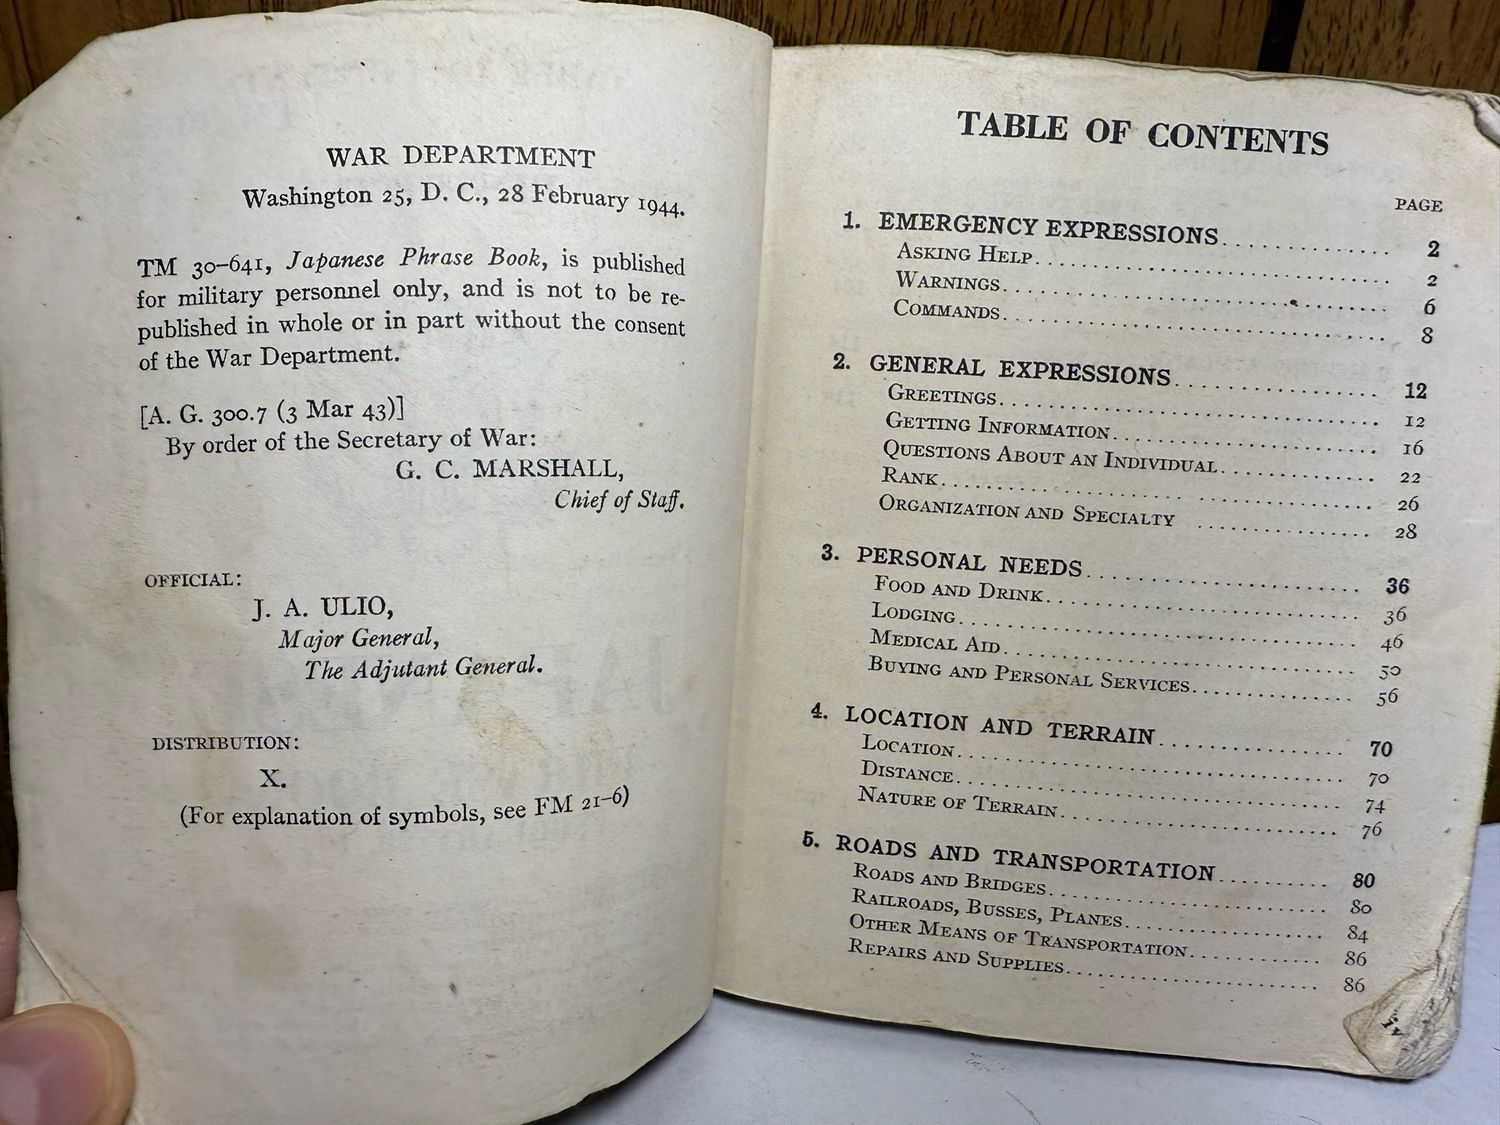 WAR DEPARTMENT
Washington 25, D. C., 28 February 1944.
TM 30–641, Japanese Phrase Book, is published
for military personnel only, and is not to be re-
published in whole or in part without the consent
of the War Department.
[A. G. 300.7 (3 Mar 43)]
By order of the Secretary of War:
G. C. MARSHALL,
Chief of Staff.
OFFICIAL:
J. A. ULIO,
Major General,
The Adjutant General.
DISTRIBUTION:
X.
(For explanation of symbols, see FM 21–6)
TABLE OF CONTENTS
PAGE
1. EMERGENCY EXPRESSIONS 2
ASKING HELP 2
WARNINGS 6
COMMANDS 8
2. GENERAL EXPRESSIONS 12
GREETINGS 12
GETTING INFORMATION 16
QUESTIONS ABOUT AN INDIVIDUAL 22
RANK 26
ORGANIZATION AND SPECIALTY 28
3. PERSONAL NEEDS 36
FOOD AND DRINK 36
LODGING 46
MEDICAL AID 50
BUYING AND PERSONAL SERVICES 56
4. LOCATION AND TERRAIN 70
LOCATION 70
DISTANCE 74
NATURE OF TERRAIN 76
5. ROADS AND TRANSPORTATION 80
ROADS AND BRIDGES 80
RAILROADS, BUSSES, PLANES 84
OTHER MEANS OF TRANSPORTATION 86
REPAIRS AND SUPPLIES 86
iv